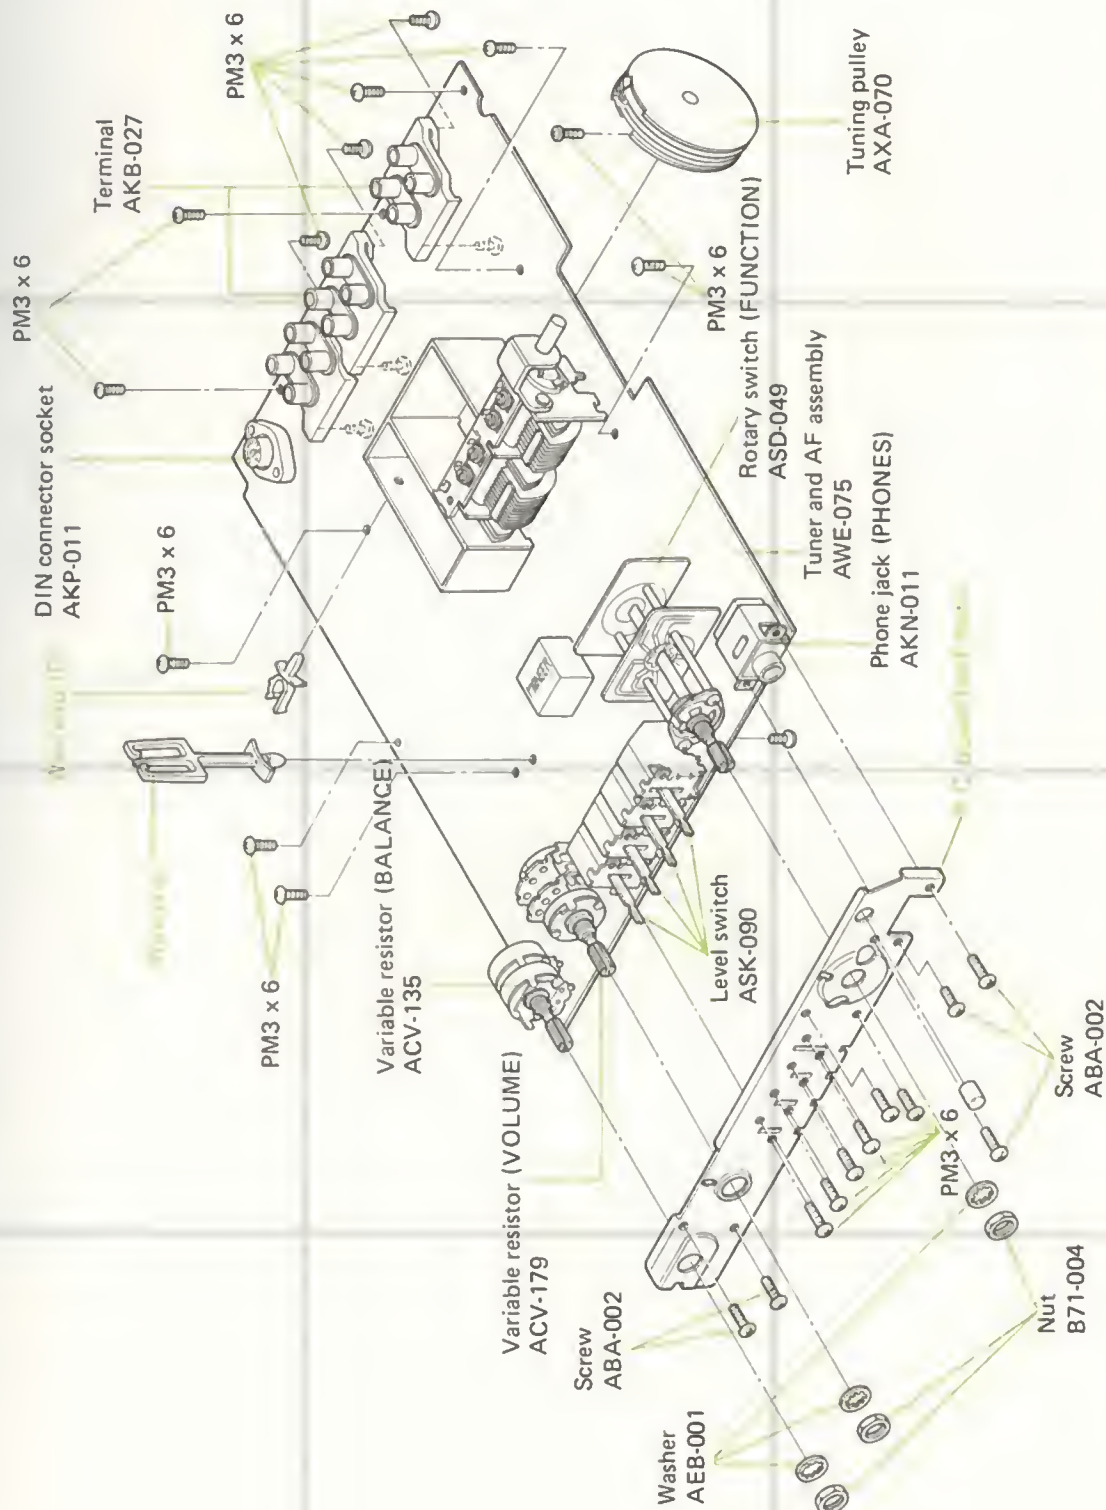 PM3 x 6
Terminal
AKB-027
PM3 x 6
DIN connector socket
AKP-011
PM3 x 6
Tuning pulley
AXA-070
PM3 x 6
Rotary switch (FUNCTION)
ASD-049
Tuner and AF assembly
AWE-075
Phone jack (PHONES)
AKN-011
PIONEER
PM3 x 6
Variable resistor (BALANCE)
ACV-135
Level switch
ASK-090
Variable resistor (VOLUME)
ACV-179
Screw
ABA-002
Washer
AEB-001
PM3 x 6
Screw
ABA-002
Nut
B71-004